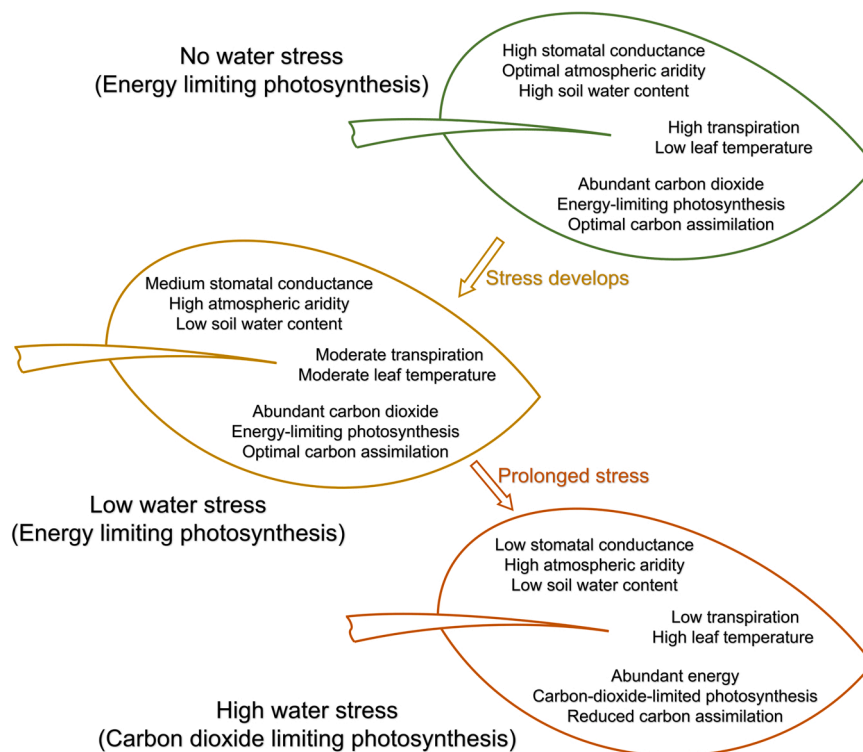 No water stress
(Energy limiting photosynthesis)
High stomatal conductance
Optimal atmospheric aridity
High soil water content
High transpiration
Low leaf temperature
Abundant carbon dioxide
Energy-limiting photosynthesis
Optimal carbon assimilation
Stress develops
Medium stomatal conductance
High atmospheric aridity
Low soil water content
Moderate transpiration
Moderate leaf temperature
Abundant carbon dioxide
Energy-limiting photosynthesis
Optimal carbon assimilation
Low water stress
(Energy limiting photosynthesis)
Prolonged stress
Low stomatal conductance
High atmospheric aridity
Low soil water content
Low transpiration
High leaf temperature
Abundant energy
Carbon-dioxide-limited photosynthesis
Reduced carbon assimilation
High water stress
(Carbon dioxide limiting photosynthesis)